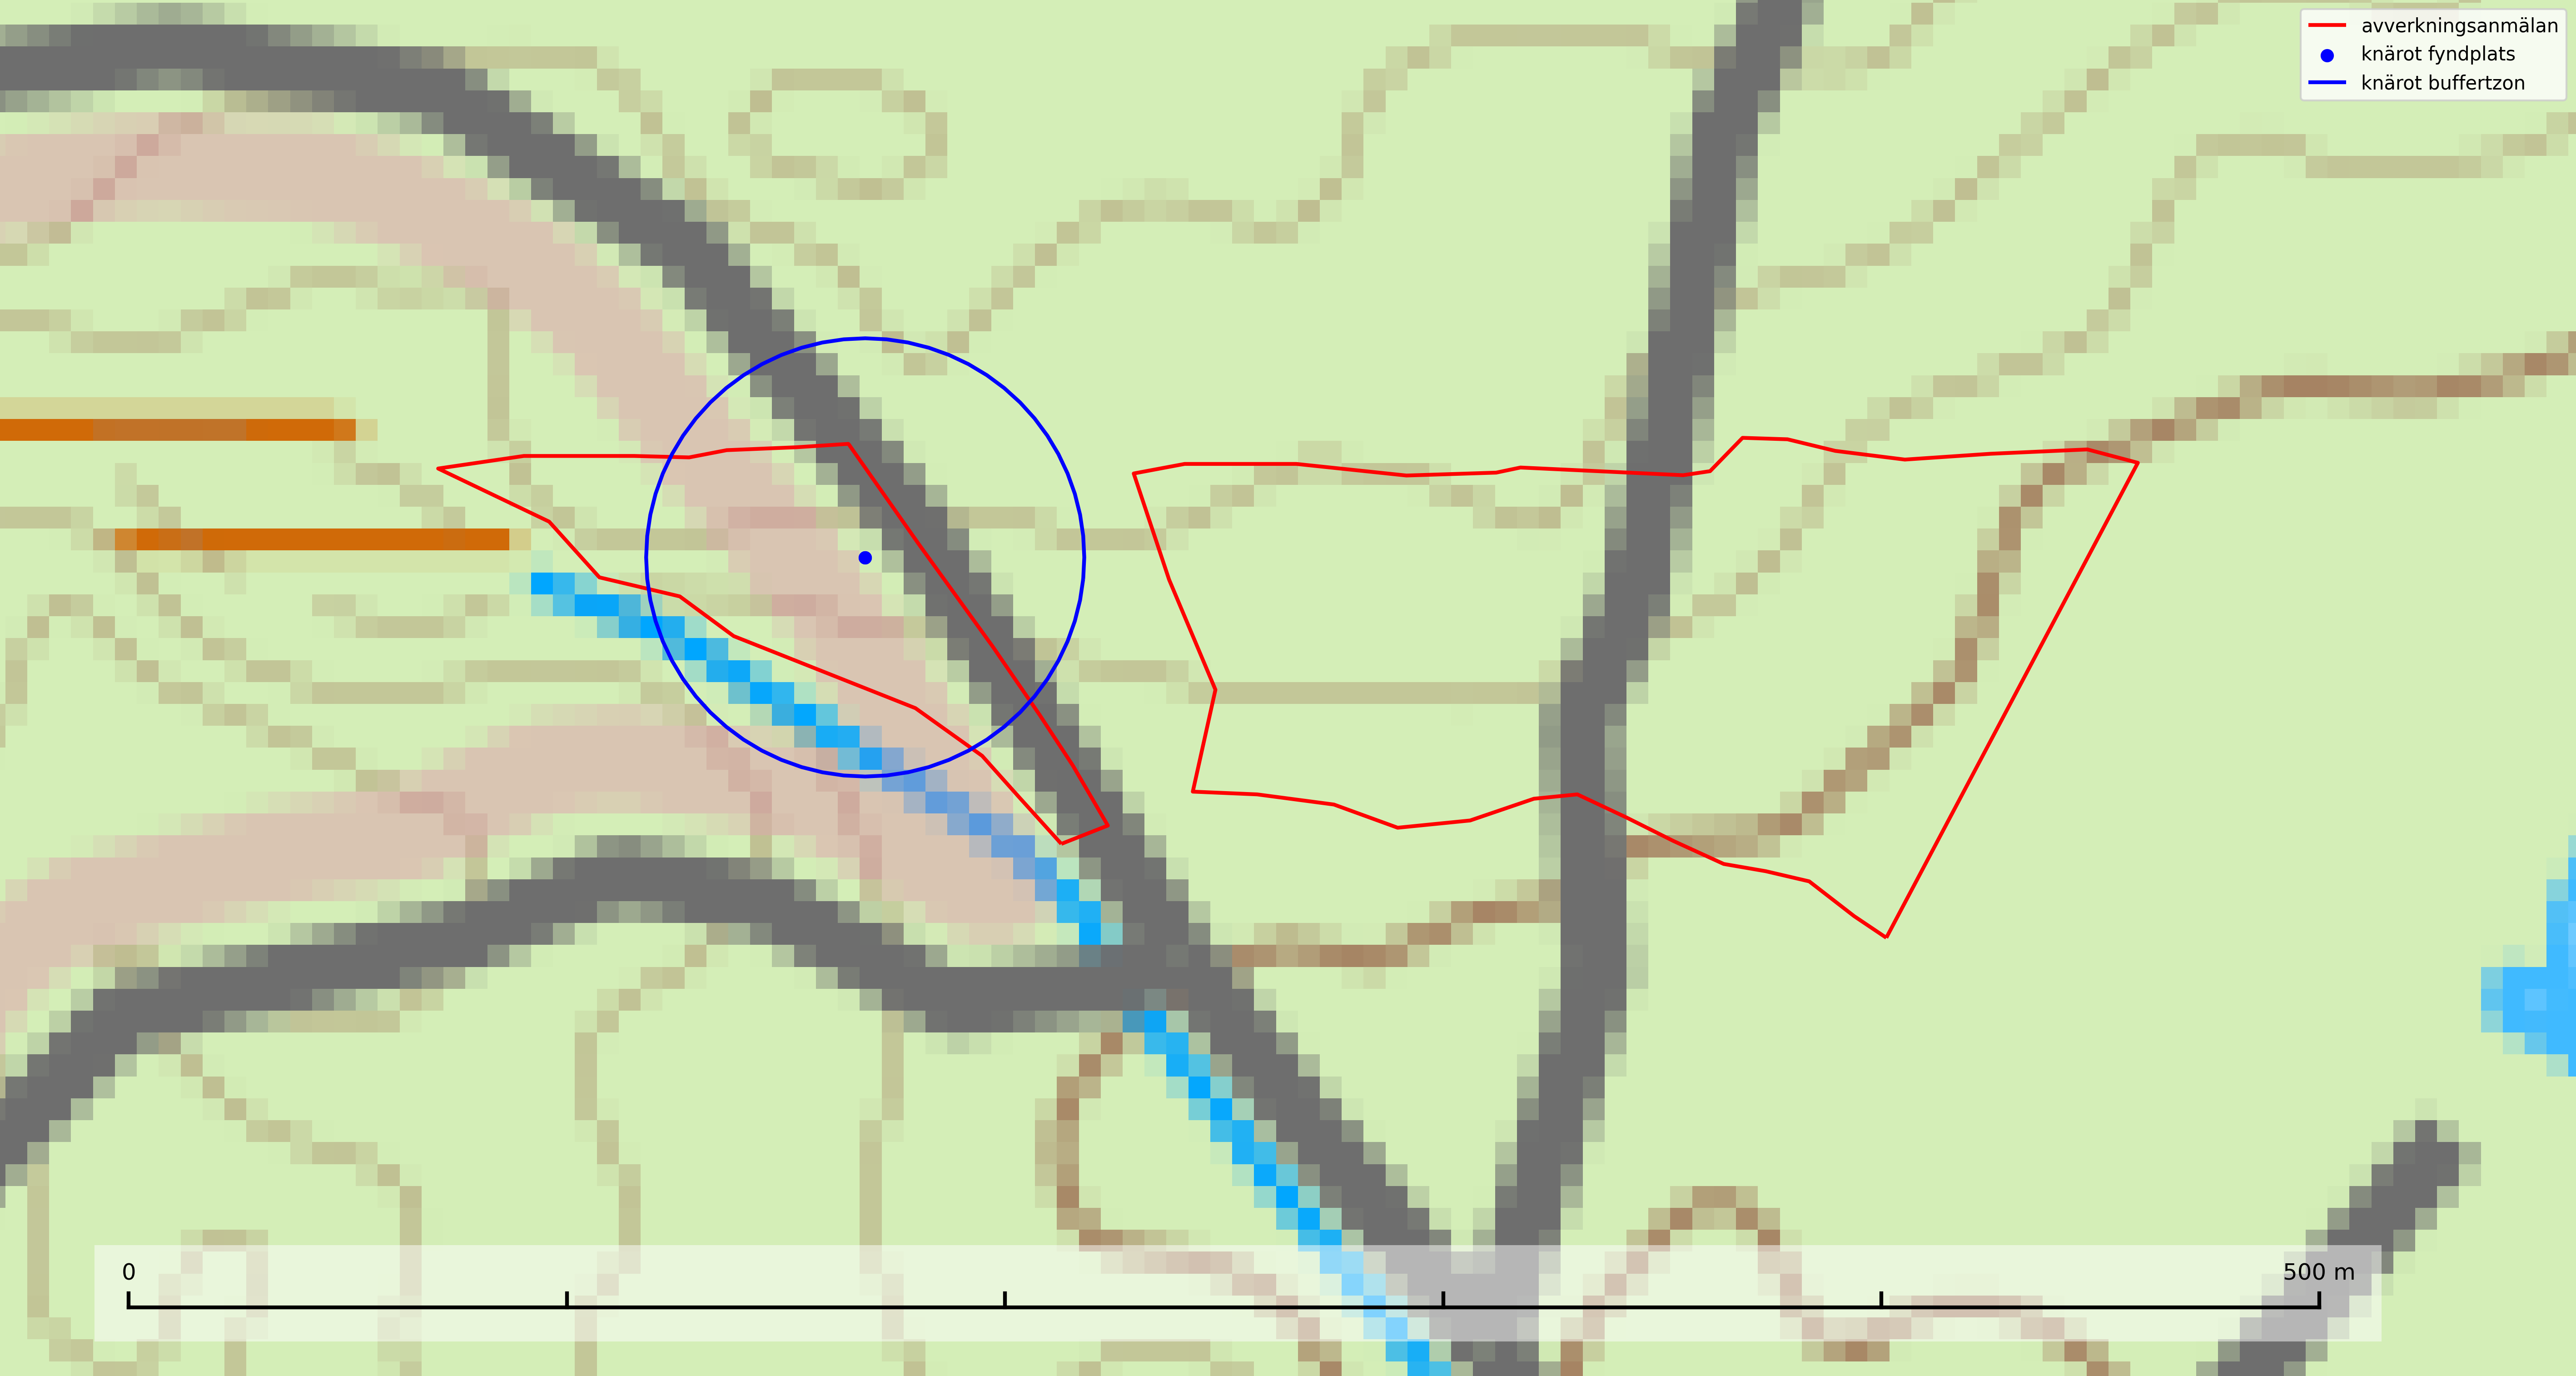 avverkningsanmälan
knärot fyndplats
knärot buffertzon
0
500 m